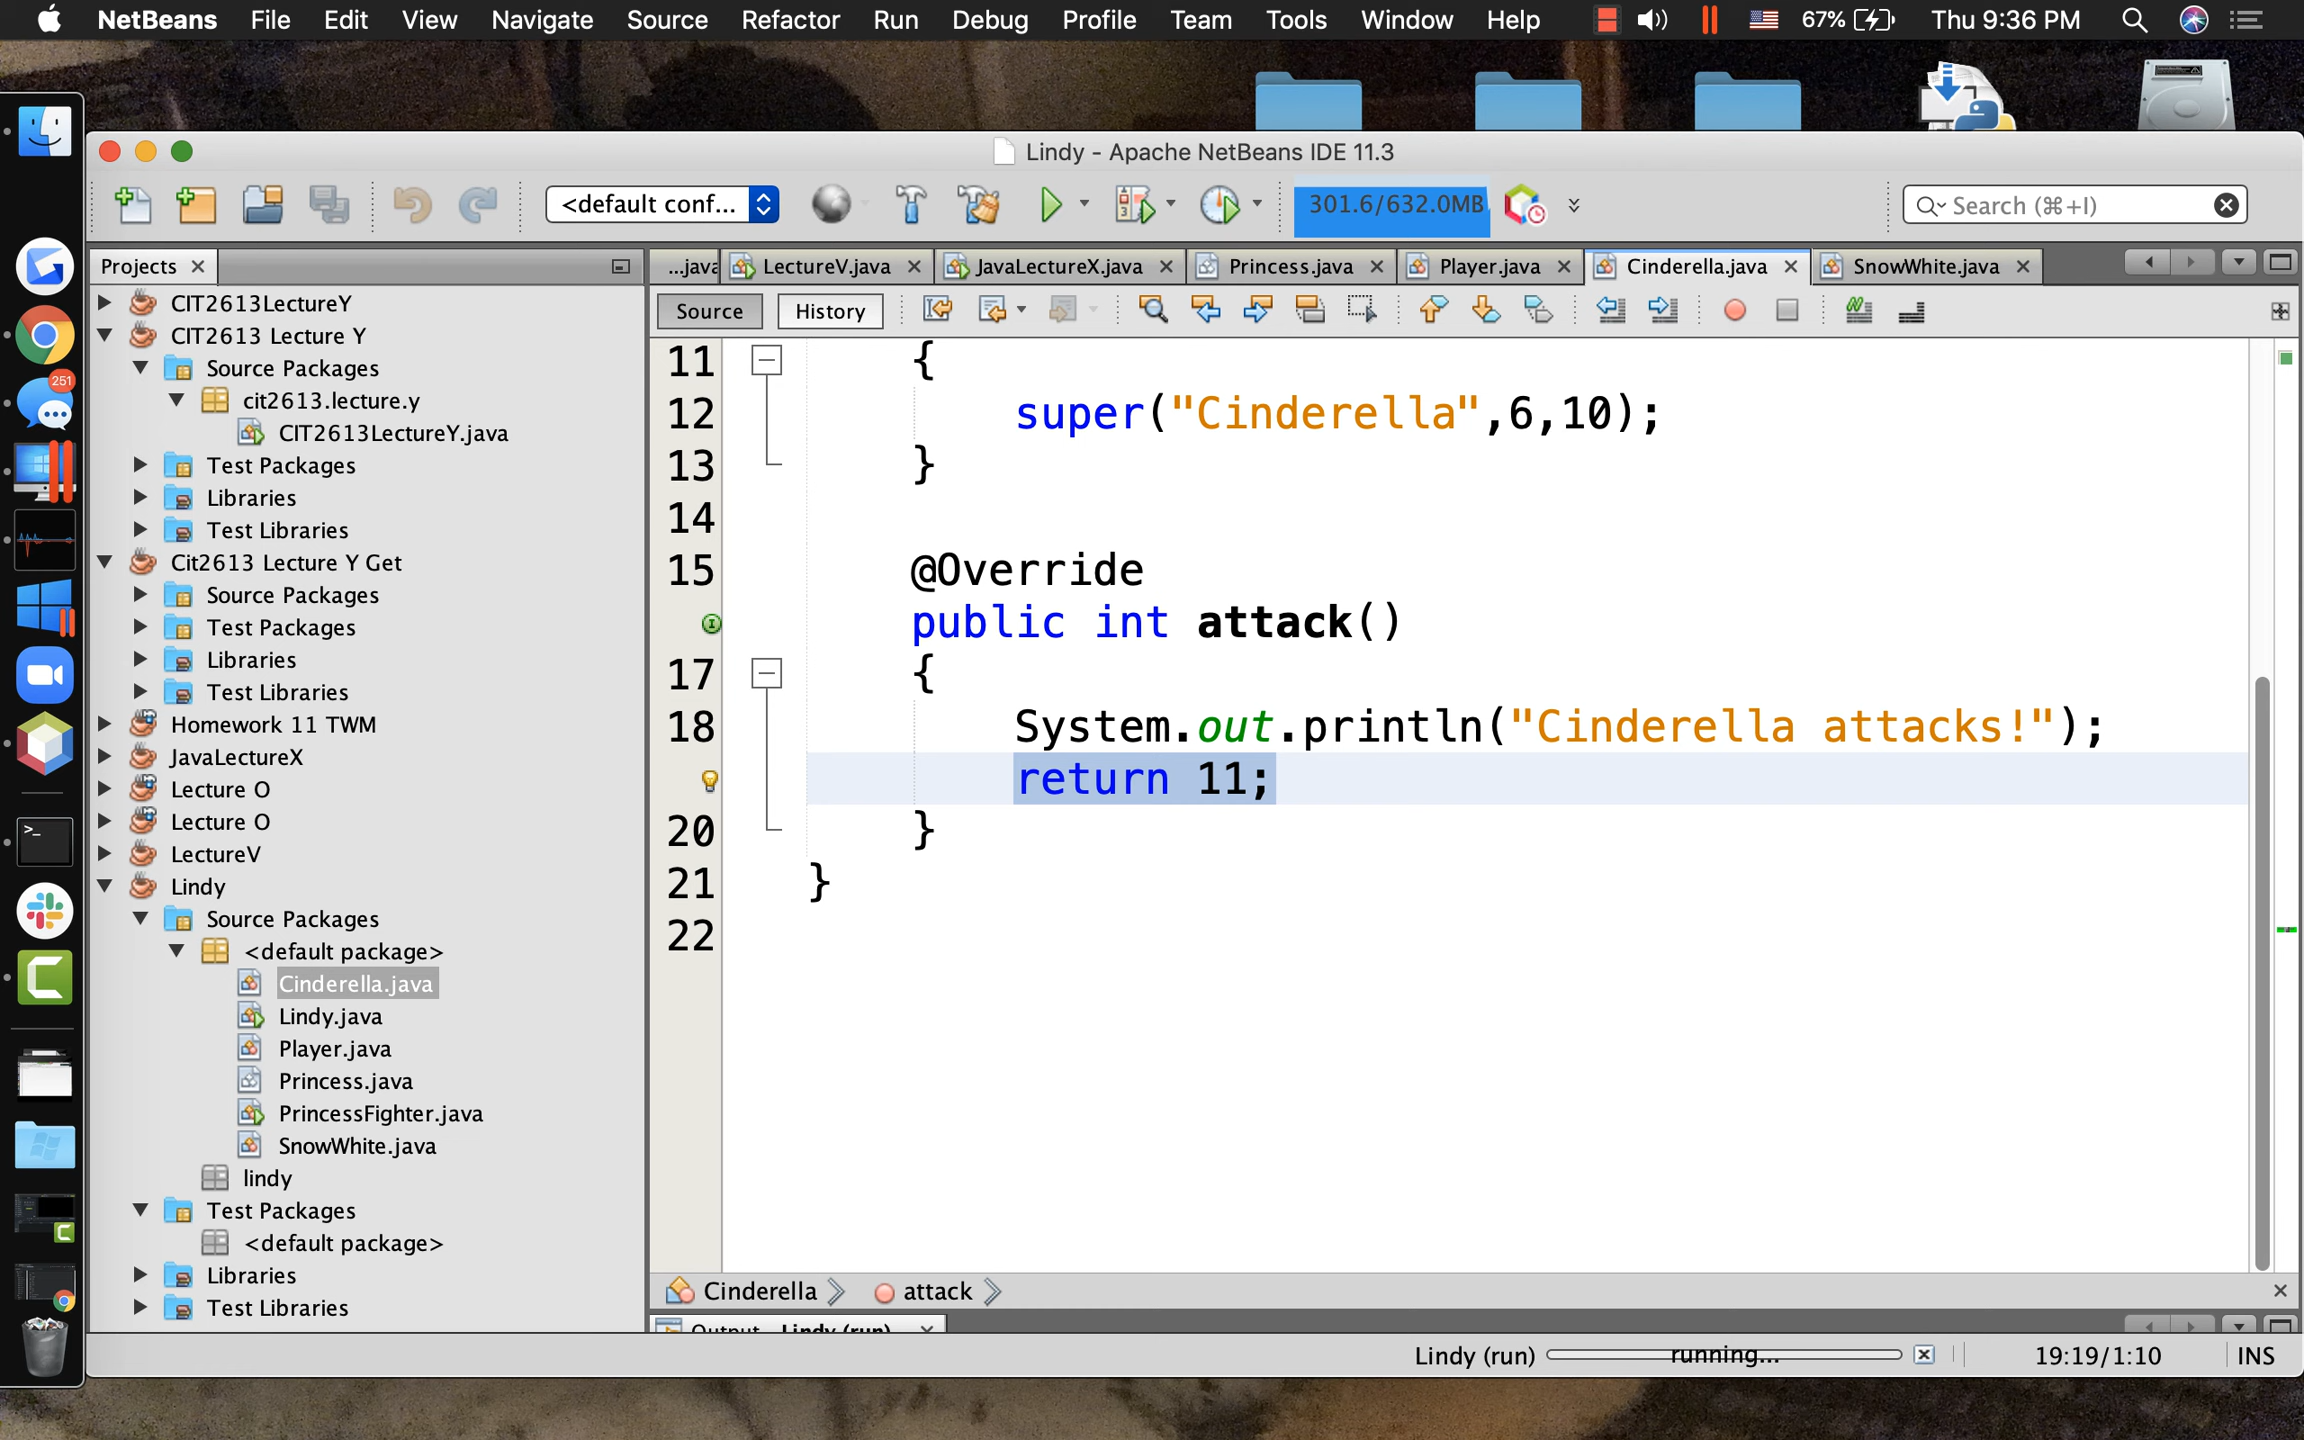 NetBeans File Edit View Navigate Source Refactor Run Debug Profile Team Tools Window Help 67% Thu 9:36 PM
Lindy - Apache NetBeans IDE 11.3
<default conf... 301.6/632.0MB Search (⌘+I)
Projects
...java LectureV.java JavaLectureX.java Princess.java Player.java Cinderella.java SnowWhite.java
Source History
CIT2613LectureY
CIT2613 Lecture Y
Source Packages
cit2613.lecture.y
CIT2613LectureY.java
Test Packages
Libraries
Test Libraries
Cit2613 Lecture Y Get
Source Packages
Test Packages
Libraries
Test Libraries
Homework 11 TWM
JavaLectureX
Lecture O
Lecture O
LectureV
Lindy
Source Packages
<default package>
Cinderella.java
Lindy.java
Player.java
Princess.java
PrincessFighter.java
SnowWhite.java
lindy
Test Packages
<default package>
Libraries
Test Libraries
251
11 {
12 super("Cinderella",6,10);
13 }
14
15 @Override
public int attack()
17 {
18 System.out.println("Cinderella attacks!");
return 11;
20 }
21 }
22
Cinderella attack
Output - Lindy (run)
Lindy (run) running... 19:19/1:10 INS